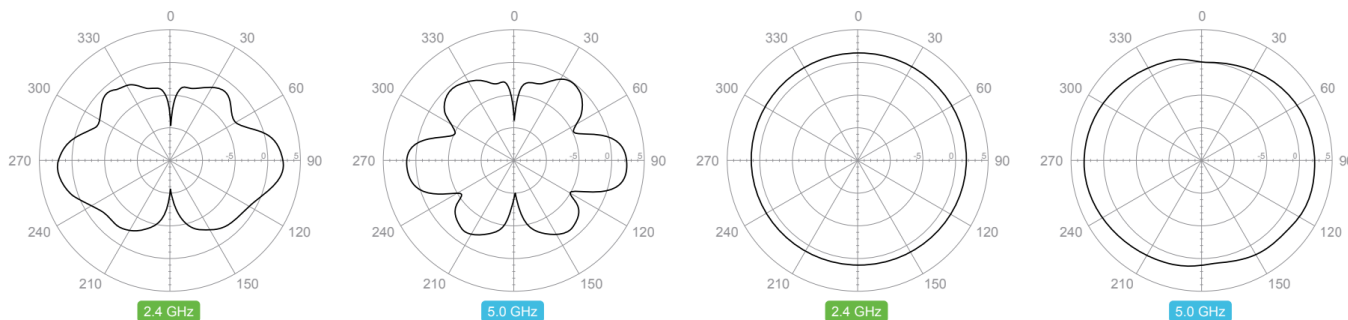 0 0 0 0
330 30 330 30 330 30 330 30
300 60 300 60 300 60 300 60
270 -5 0 5 90 270 -5 0 5 90 270 -5 0 5 90 270 -5 0 5 90
240 120 240 120 240 120 240 120
210 150 210 150 210 150 210 150
2.4 GHz 5.0 GHz 2.4 GHz 5.0 GHz